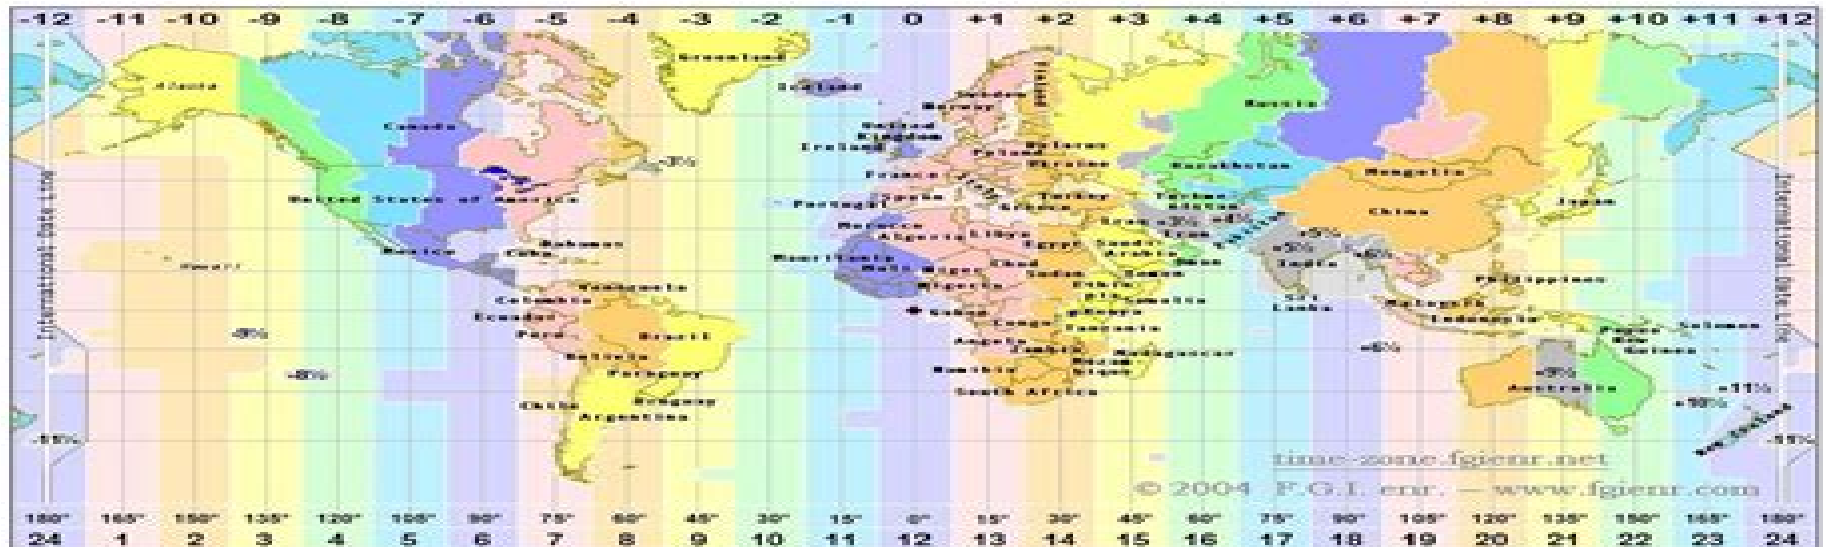 -12 -11 -10 -9 -8 -7 -6 -5 -4 -3 -2 -1 0 +1 +2 +3 +4 +5 +6 +7 +8 +9 +10 +11 +12
Greenland
Alaska
Iceland
Finland
Sweden
Norway
Russia
Canada
United
Kingdom
Ireland
Belarus
Poland
Ukraine
-3½
Kazakhstan
Mongolia
France
Italy
International Date Line
United States of America
Portugal
Spain
Greece
Turkey
China
Japan
International Date Line
Morocco
Iran
Mexico
Cuba
Bahamas
Algeria
Libya
Egypt
Saudi
Arabia
India
Hawaii
Mauritania
Mali
Niger
Chad
Sudan
Oman
Philippines
Venezuela
Colombia
Nigeria
Somalia
Sri
Lanka
Malaysia
Ecuador
Congo
Kenya
Tanzania
Indonesia
Solomon
Peru
Brazil
Angola
Zambia
Papua
New
Guinea
Bolivia
Madagascar
Paraguay
Namibia
South Africa
Australia
+11½
Chile
Uruguay
Argentina
New Zealand
time-zone.fgienr.net
© 2004 F.G.I. enr. – www.fgienr.com
180° 165° 150° 135° 120° 105° 90° 75° 60° 45° 30° 15° 0° 15° 30° 45° 60° 75° 90° 105° 120° 135° 150° 165° 180°
24 1 2 3 4 5 6 7 8 9 10 11 12 13 14 15 16 17 18 19 20 21 22 23 24